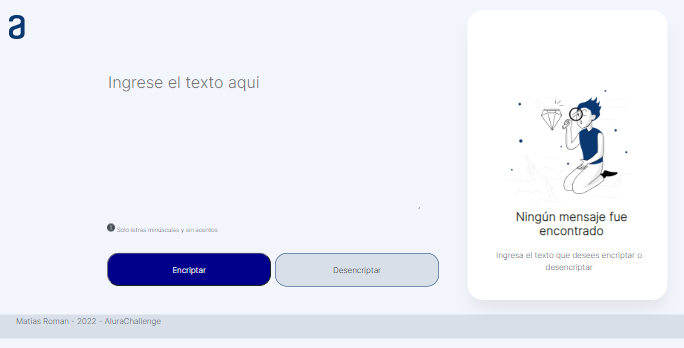 a
Ingrese el texto aqui
Solo letras minúsculas y sin acentos
Encriptar
Desencriptar
Ningún mensaje fue
encontrado
Ingresa el texto que desees encriptar o
desencriptar
Matias Roman - 2022 - AluraChallenge